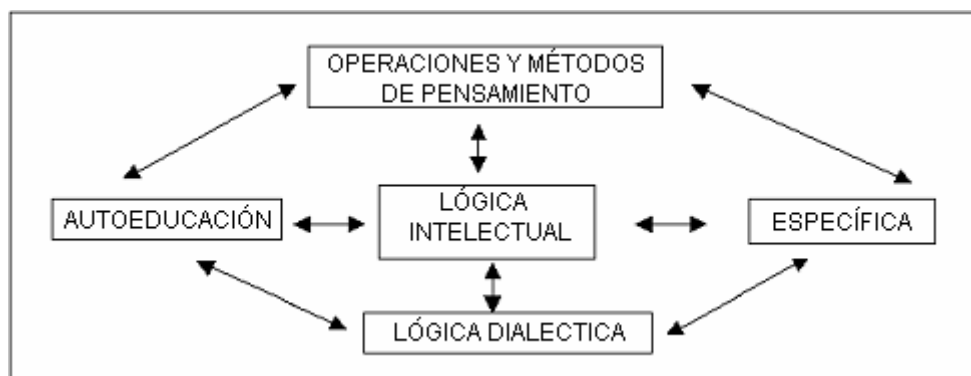 OPERACIONES Y MÉTODOS
DE PENSAMIENTO
AUTOEDUCACIÓN
LÓGICA
INTELECTUAL
ESPECÍFICA
LÓGICA DIALECTICA